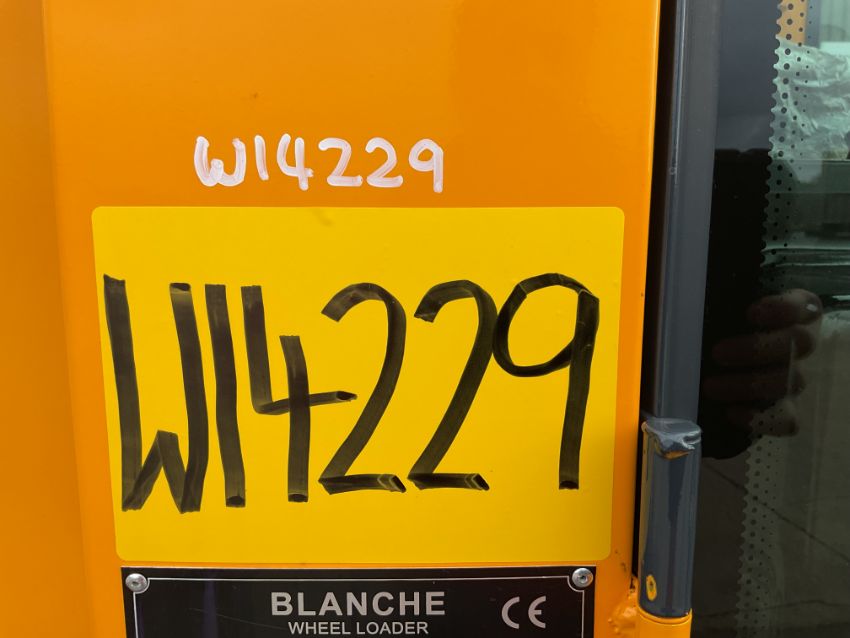 W14229
W14229
BLANCHE
WHEEL LOADER
CE